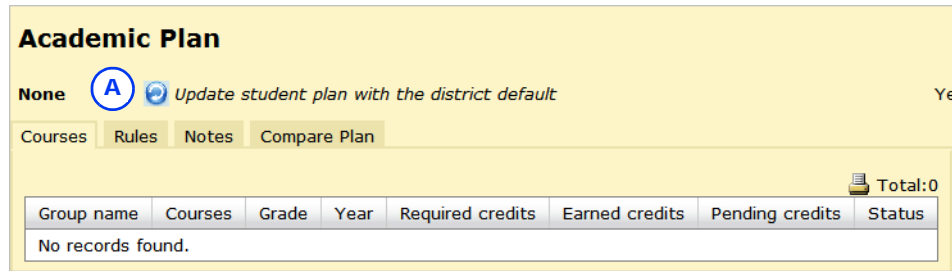 Academic Plan
None A Update student plan with the district default
Courses Rules Notes Compare Plan
Total:0
Group name Courses Grade Year Required credits Earned credits Pending credits Status
No records found.